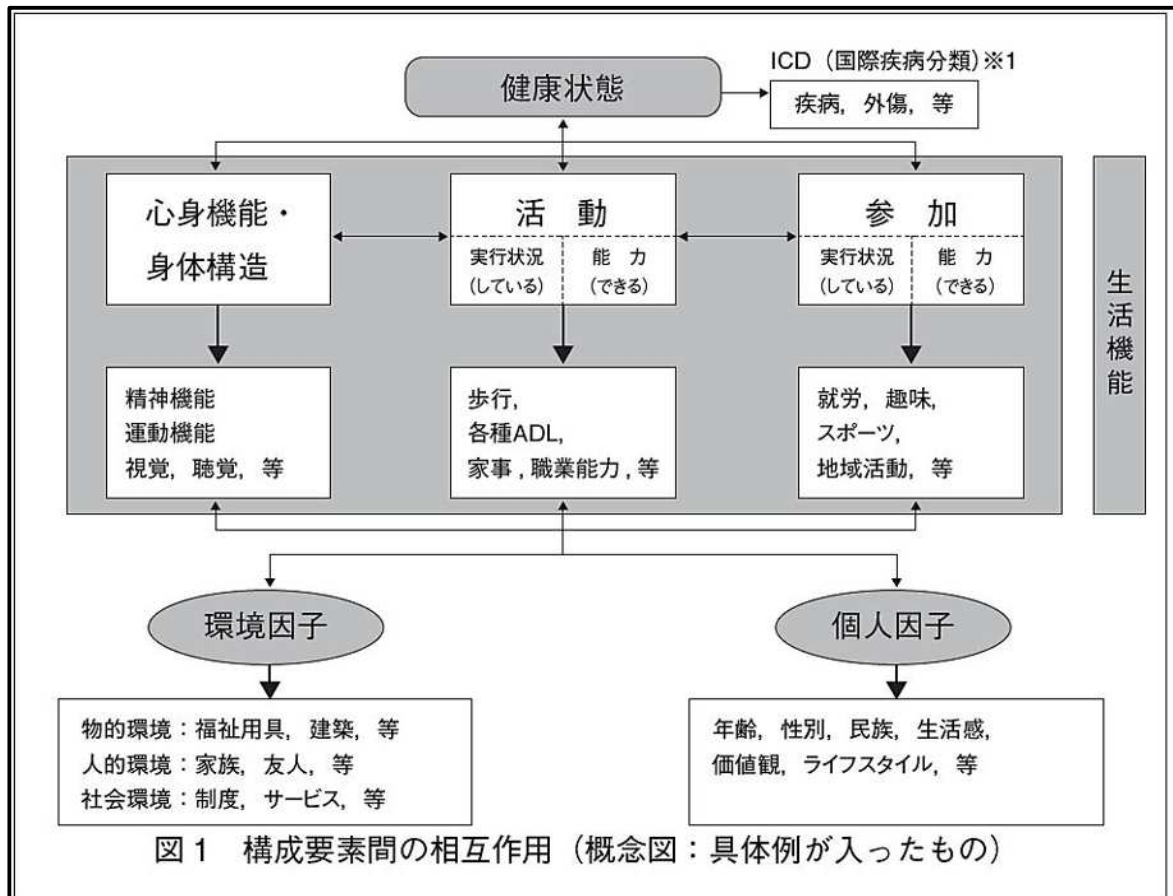 ICD（国際疾病分類）※1
健康状態
疾病，外傷，等
心身機能・
身体構造
活　動
実行状況
(している)
能　力
(できる)
参　加
実行状況
(している)
能　力
(できる)
生活機能
精神機能
運動機能
視覚，聴覚，等
歩行，
各種ADL，
家事，職業能力，等
就労，趣味，
スポーツ，
地域活動，等
環境因子
個人因子
物的環境：福祉用具，建築，等
人的環境：家族，友人，等
社会環境：制度，サービス，等
年齢，性別，民族，生活感，
価値観，ライフスタイル，等
図1　構成要素間の相互作用（概念図：具体例が入ったもの）